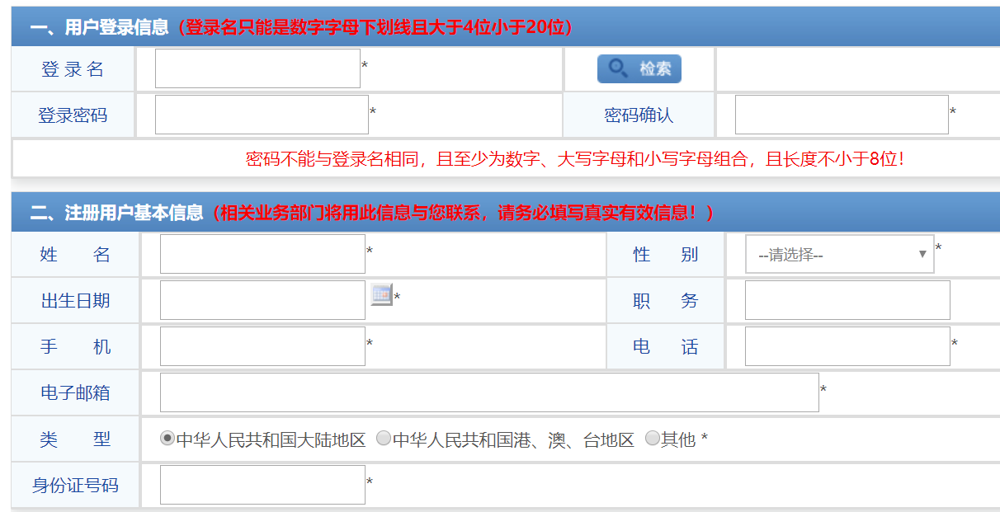 一、用户登录信息（登录名只能是数字字母下划线且大于4位小于20位）
登 录 名 * 检索
登录密码 * 密码确认 *
密码不能与登录名相同，且至少为数字、大写字母和小写字母组合，且长度不小于8位！
二、注册用户基本信息（相关业务部门将用此信息与您联系，请务必填写真实有效信息！）
姓 名 * 性 别 --请选择-- *
出生日期 * 职 务
手 机 * 电 话 *
电子邮箱 *
类 型 中华人民共和国大陆地区 中华人民共和国港、澳、台地区 其他 *
身份证号码 *